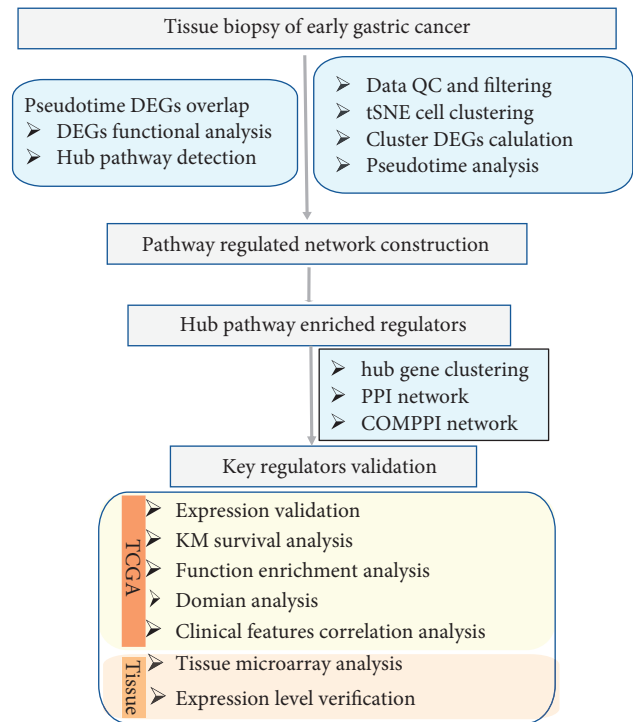 Tissue biopsy of early gastric cancer
Pseudotime DEGs overlap
➢ DEGs functional analysis
➢ Hub pathway detection
➢ Data QC and filtering
➢ tSNE cell clustering
➢ Cluster DEGs calulation
➢ Pseudotime analysis
Pathway regulated network construction
Hub pathway enriched regulators
➢ hub gene clustering
➢ PPI network
➢ COMPPI network
Key regulators validation
TCGA
➢ Expression validation
➢ KM survival analysis
➢ Function enrichment analysis
➢ Domian analysis
➢ Clinical features correlation analysis
Tissue
➢ Tissue microarray analysis
➢ Expression level verification